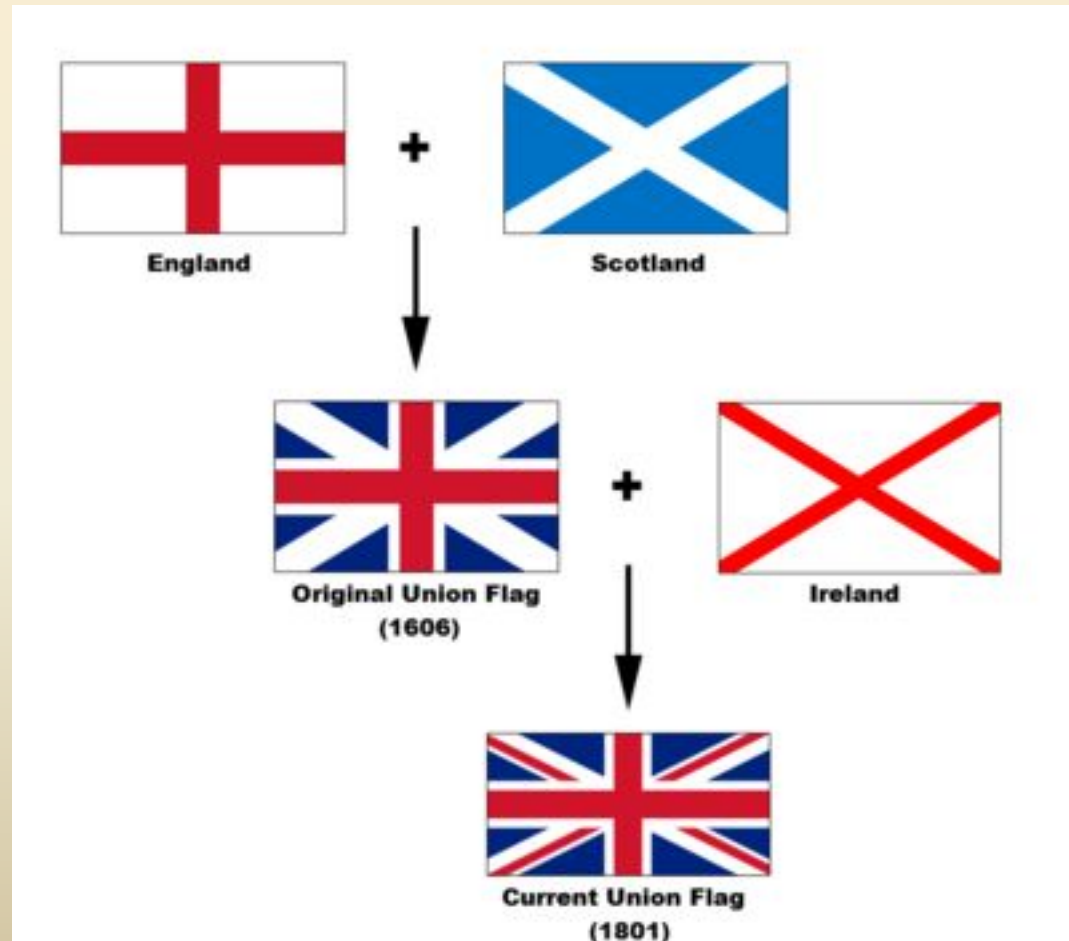 England
Scotland
Original Union Flag
(1606)
Ireland
Current Union Flag
(1801)